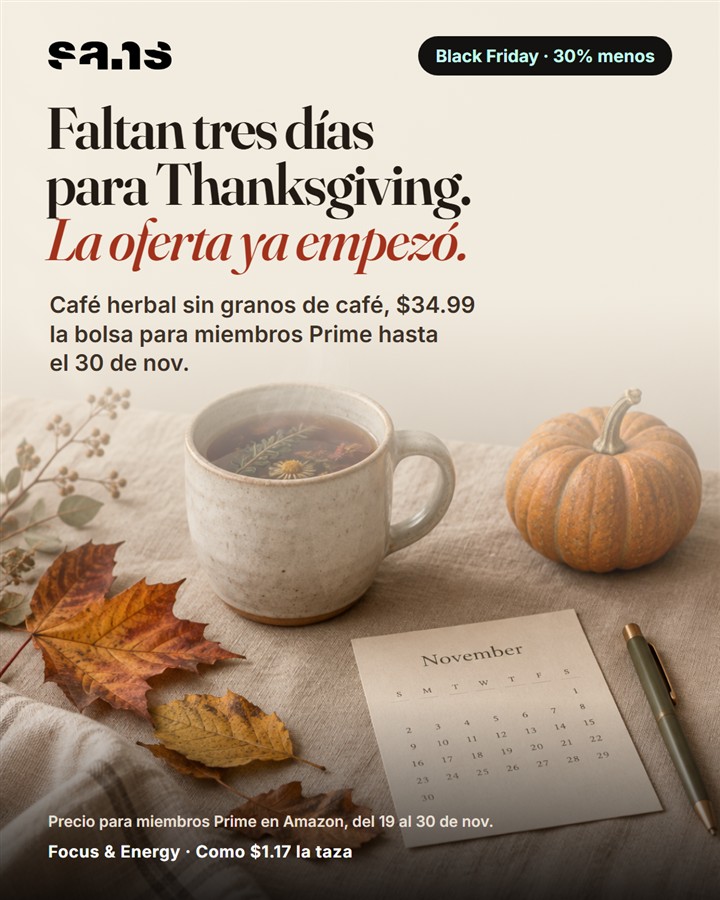 sans
Black Friday · 30% menos
Faltan tres días
para Thanksgiving.
La oferta ya empezó.
Café herbal sin granos de café, $34.99
la bolsa para miembros Prime hasta
el 30 de nov.
November
S M T W T F S
1
2 3 4 5 6 7 8
9 10 11 12 13 14 15
16 17 18 19 20 21 22
23 24 25 26 27 28 29
30
Precio para miembros Prime en Amazon, del 19 al 30 de nov.
Focus & Energy · Como $1.17 la taza